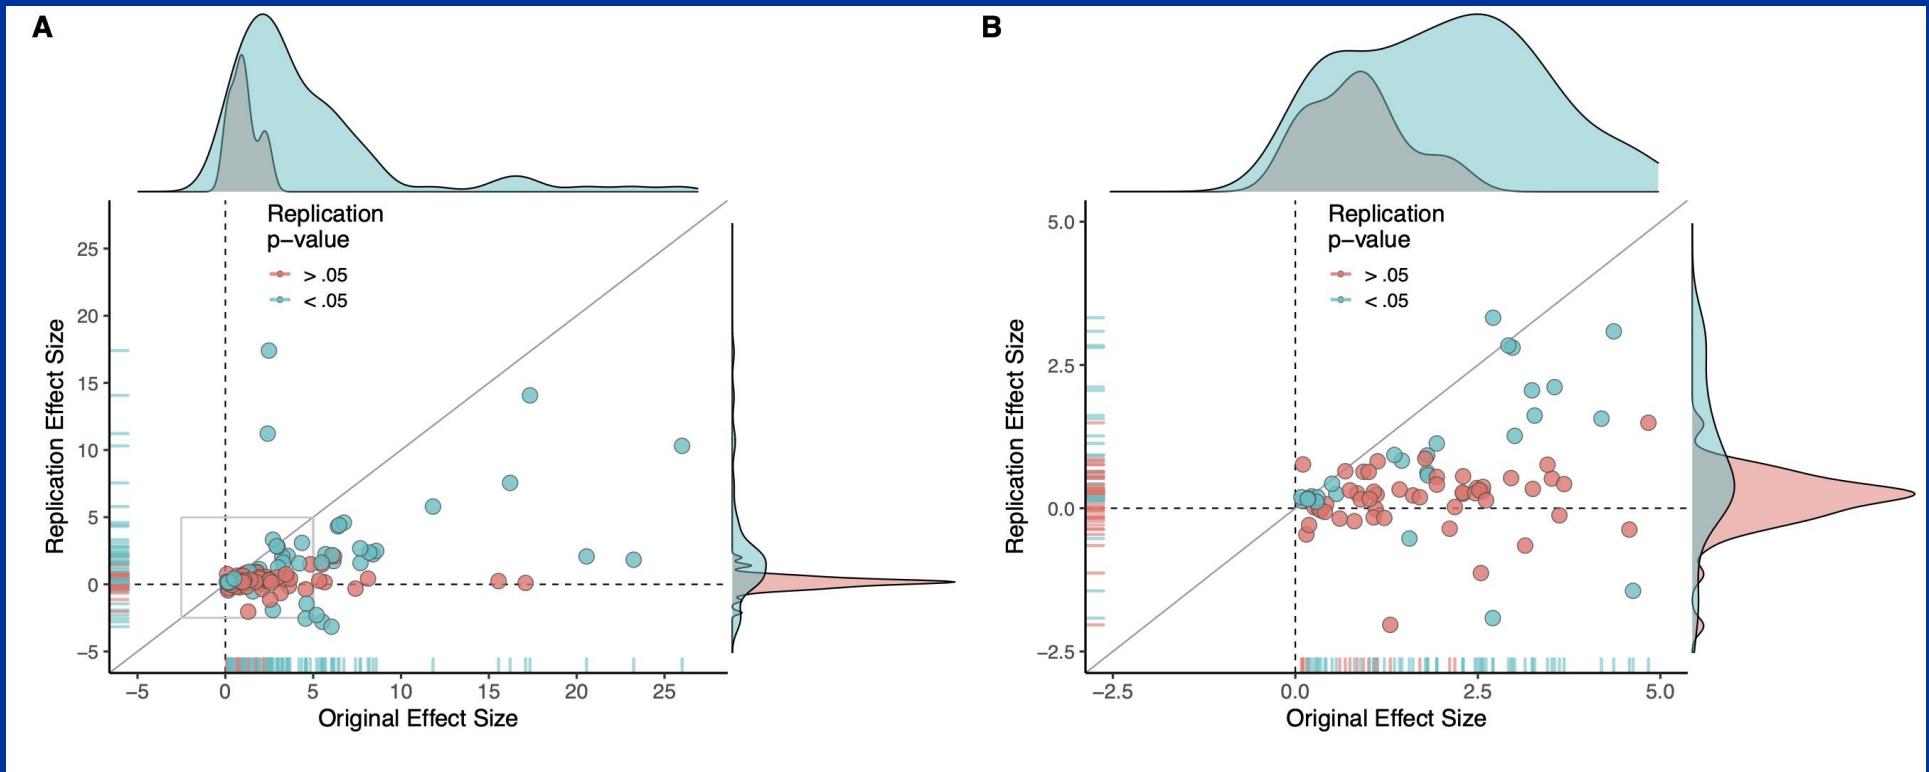 A
Replication
p−value
> .05
< .05
25
20
15
10
5
0
−5
Replication Effect Size
−5
0
5
10
15
20
25
Original Effect Size
B
Replication
p−value
> .05
< .05
5.0
2.5
0.0
−2.5
Replication Effect Size
−2.5
0.0
2.5
5.0
Original Effect Size